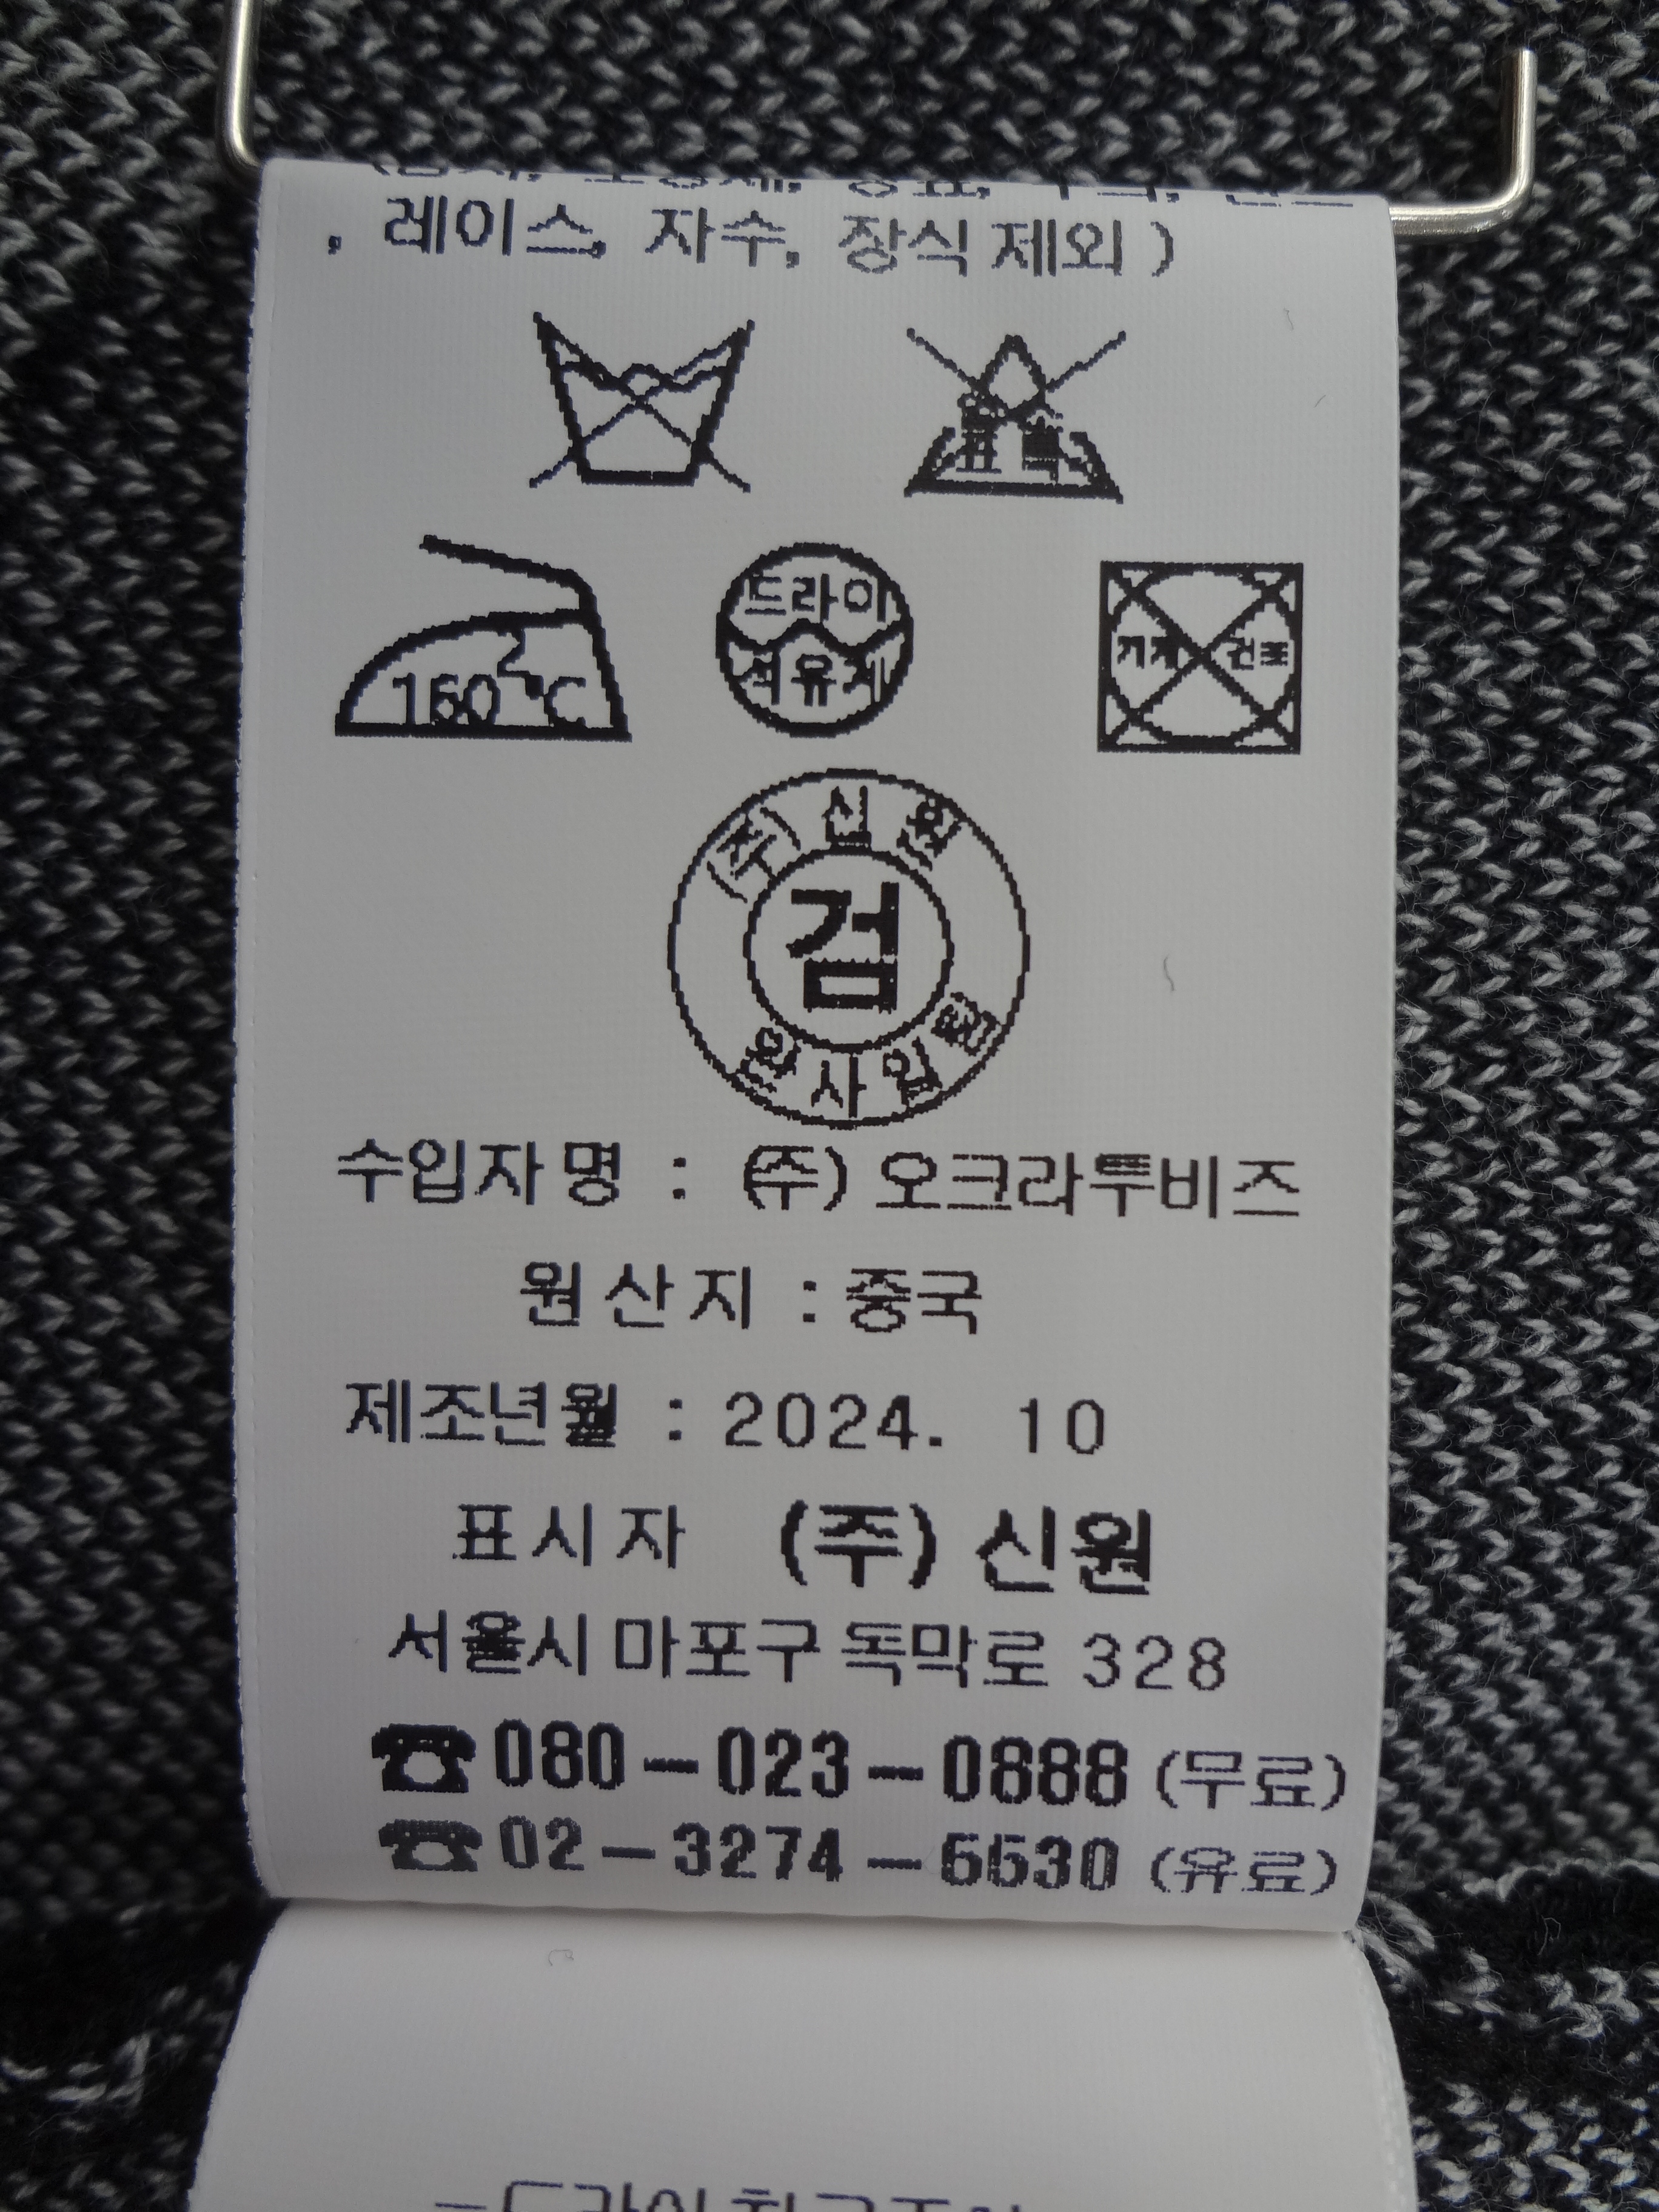 , 레이스, 자수, 장식 제외 )
표 백
160 ℃
드라이
석유계
기계 건조
(주) 신원
검
완사입
수입자명 : (주) 오크라투비즈
원산지 : 중국
제조년월 : 2024. 10
표시자 (주) 신원
서울시 마포구 독막로 328
☎ 080-023-0888 (무료)
☎ 02-3274-5530 (유료)